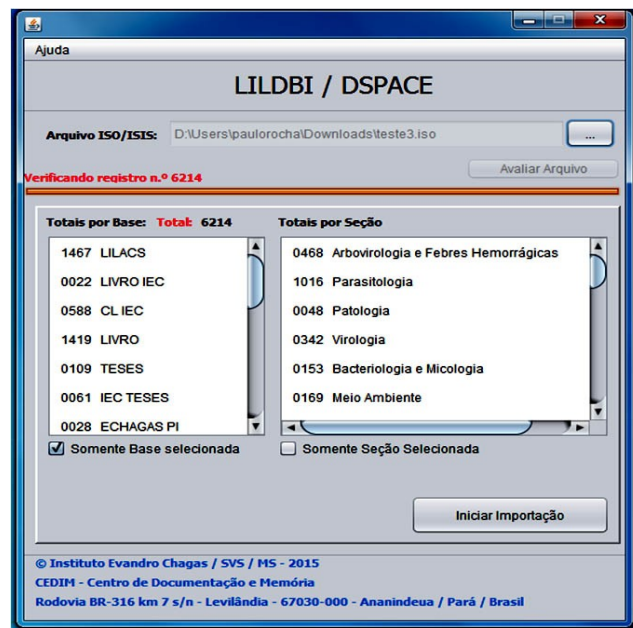 Ajuda
LILDBI / DSPACE
Arquivo ISO/ISIS: D:\Users\paulorocha\Downloads\teste3.iso ...
Avaliar Arquivo
Verificando registro n.º 6214
Totais por Base: Total: 6214 Totais por Seção
1467 LILACS 0468 Arbovirologia e Febres Hemorrágicas
0022 LIVRO IEC 1016 Parasitologia
0588 CL IEC 0048 Patologia
1419 LIVRO 0342 Virologia
0109 TESES 0153 Bacteriologia e Micologia
0061 IEC TESES 0169 Meio Ambiente
0028 ECHAGAS PI
Somente Base selecionada Somente Seção Selecionada
Iniciar Importação
© Instituto Evandro Chagas / SVS / MS - 2015
CEDIM - Centro de Documentação e Memória
Rodovia BR-316 km 7 s/n - Levilândia - 67030-000 - Ananindeua / Pará / Brasil